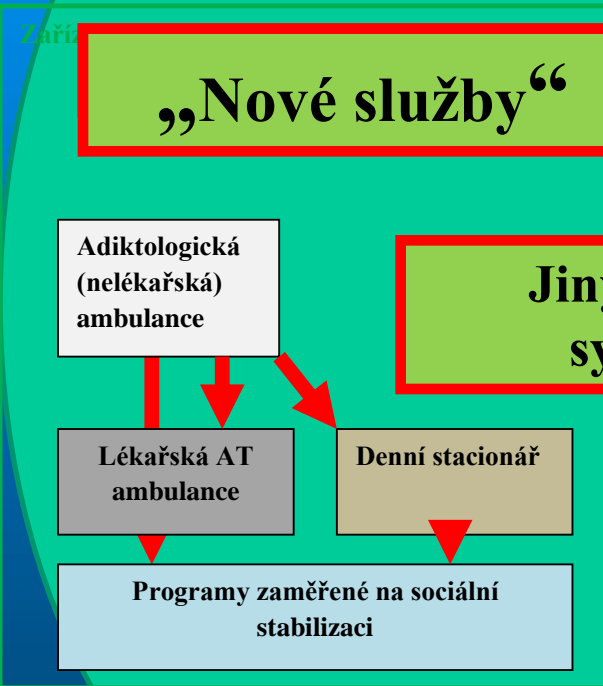 „Nové služby“
Adiktologická
(nelékařská)
ambulance
Lékařská AT
ambulance
Denní stacionář
Programy zaměřené na sociální
stabilizaci